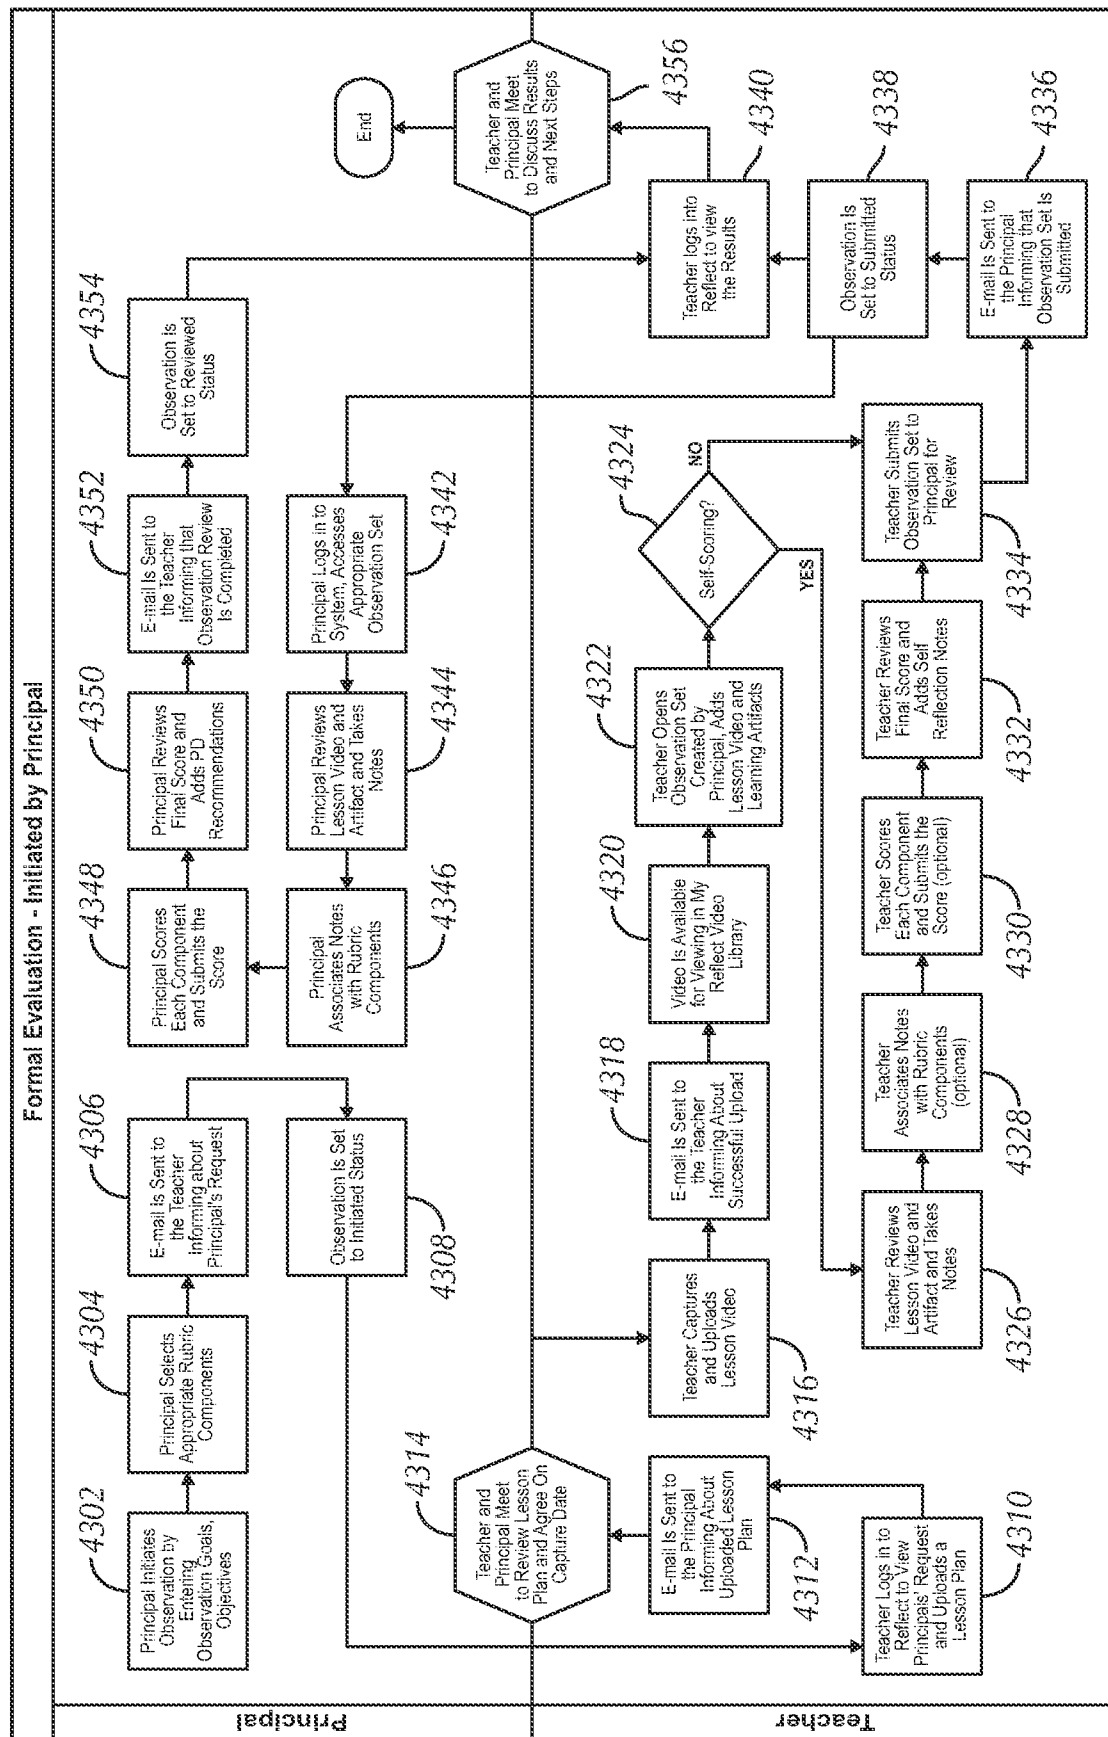 Formal Evaluation - Initiated by Principal
Principal
4302
Principal Initiates
Observation by
Entering
Observation Goals,
Objectives
4304
Principal Selects
Appropriate Rubric
Components
4306
E-mail Is Sent to
the Teacher
Informing about
Principal's Request
Observation Is Set
to Initiated Status
4308
4348
Principal Scores
Each Component
and Submits the
Score
4350
Principal Reviews
Final Score and
Adds PD
Recommendations
4352
E-mail Is Sent to
the Teacher
Informing that
Observation Review
Is Completed
4354
Observation Is
Set to Reviewed
Status
Principal
Associates Notes
with Rubric
Components
4346
Principal Reviews
Lesson Video and
Artifact and Takes
Notes
4344
Principal Logs in to
System, Accesses
Appropriate
Observation Set
4342
End
4314
Teacher and
Principal Meet
to Review Lesson
Plan and Agree On
Capture Date
Teacher and
Principal Meet
to Discuss Results
and Next Steps
4356
Teacher
E-mail Is Sent to
the Principal
Informing About
Uploaded Lesson
Plan
4312
Teacher Captures
and Uploads
Lesson Video
4316
4318
E-mail Is Sent to
the Teacher
Informing About
Successful Upload
4320
Video Is Available
for Viewing in My
Reflect Video
Library
4322
Teacher Opens
Observation Set
Created by
Principal, Adds
Lesson Video and
Learning Artifacts
4324
Self-Scoring?
NO
YES
Teacher logs into
Reflect to view
the Results
4340
Observation Is
Set to Submitted
Status
4338
Teacher Logs in to
Reflect to View
Principals' Request
and Uploads a
Lesson Plan
4310
Teacher Reviews
Lesson Video and
Artifact and Takes
Notes
4326
Teacher
Associates Notes
with Rubric
Components
(optional)
4328
Teacher Scores
Each Component
and Submits the
Score (optional)
4330
Teacher Reviews
Final Score and
Adds Self
Reflection Notes
4332
Teacher Submits
Observation Set to
Principal for
Review
4334
E-mail Is Sent to
the Principal
Informing that
Observation Set Is
Submitted
4336